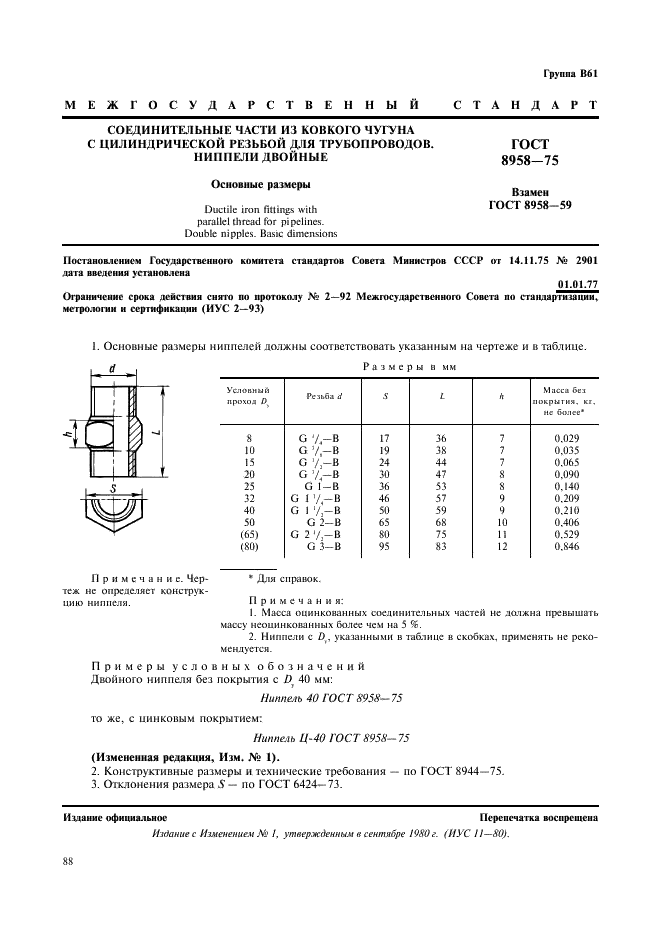 Группа В61
МЕЖГОСУДАРСТВЕННЫЙ СТАНДАРТ
СОЕДИНИТЕЛЬНЫЕ ЧАСТИ ИЗ КОВКОГО ЧУГУНА
С ЦИЛИНДРИЧЕСКОЙ РЕЗЬБОЙ ДЛЯ ТРУБОПРОВОДОВ.
НИППЕЛИ ДВОЙНЫЕ
Основные размеры
Ductile iron fittings with
parallel thread for pipelines.
Double nipples. Basic dimensions
ГОСТ
8958—75
Взамен
ГОСТ 8958—59
Постановлением Государственного комитета стандартов Совета Министров СССР от 14.11.75 № 2901
дата введения установлена
01.01.77
Ограничение срока действия снято по протоколу № 2—92 Межгосударственного Совета по стандартизации,
метрологии и сертификации (ИУС 2—93)
1. Основные размеры ниппелей должны соответствовать указанным на чертеже и в таблице.
d
h
L
S
Размеры в мм
Условный проход Dу Резьба d S L h Масса без покрытия, кг, не более*
8 G 1/4—В 17 36 7 0,029
10 G 3/8—В 19 38 7 0,035
15 G 1/2—В 24 44 7 0,065
20 G 3/4—В 30 47 8 0,090
25 G 1—В 36 53 8 0,140
32 G 1 1/4—В 46 57 9 0,209
40 G 1 1/2—В 50 59 9 0,210
50 G 2—В 65 68 10 0,406
(65) G 2 1/2—В 80 75 11 0,529
(80) G 3—В 95 83 12 0,846
Примечание. Чер-
теж не определяет конструк-
цию ниппеля.
* Для справок.
Примечания:
1. Масса оцинкованных соединительных частей не должна превышать
массу неоцинкованных более чем на 5 %.
2. Ниппели с Dу, указанными в таблице в скобках, применять не реко-
мендуется.
Примеры условных обозначений
Двойного ниппеля без покрытия с Dу 40 мм:
Ниппель 40 ГОСТ 8958—75
то же, с цинковым покрытием:
Ниппель Ц-40 ГОСТ 8958—75
(Измененная редакция, Изм. № 1).
2. Конструктивные размеры и технические требования — по ГОСТ 8944—75.
3. Отклонения размера S — по ГОСТ 6424—73.
Издание официальное Перепечатка воспрещена
Издание с Изменением № 1, утвержденным в сентябре 1980 г. (ИУС 11—80).
88